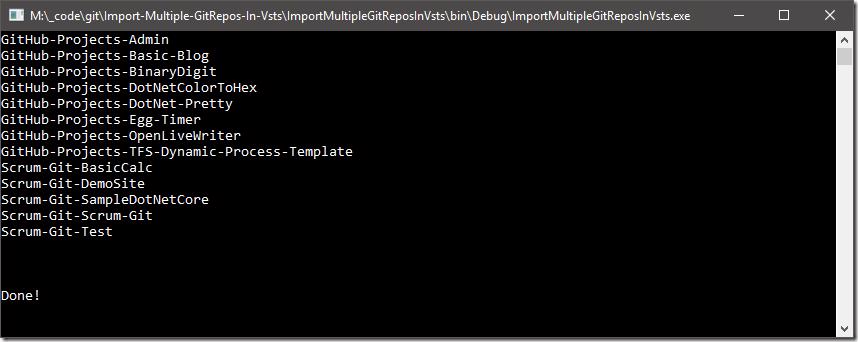 M:\_code\git\Import-Multiple-GitRepos-In-Vsts\ImportMultipleGitReposInVsts\bin\Debug\ImportMultipleGitReposInVsts.exe
GitHub-Projects-Admin
GitHub-Projects-Basic-Blog
GitHub-Projects-BinaryDigit
GitHub-Projects-DotNetColorToHex
GitHub-Projects-DotNet-Pretty
GitHub-Projects-Egg-Timer
GitHub-Projects-OpenLiveWriter
GitHub-Projects-TFS-Dynamic-Process-Template
Scrum-Git-BasicCalc
Scrum-Git-DemoSite
Scrum-Git-SampleDotNetCore
Scrum-Git-Scrum-Git
Scrum-Git-Test
Done!